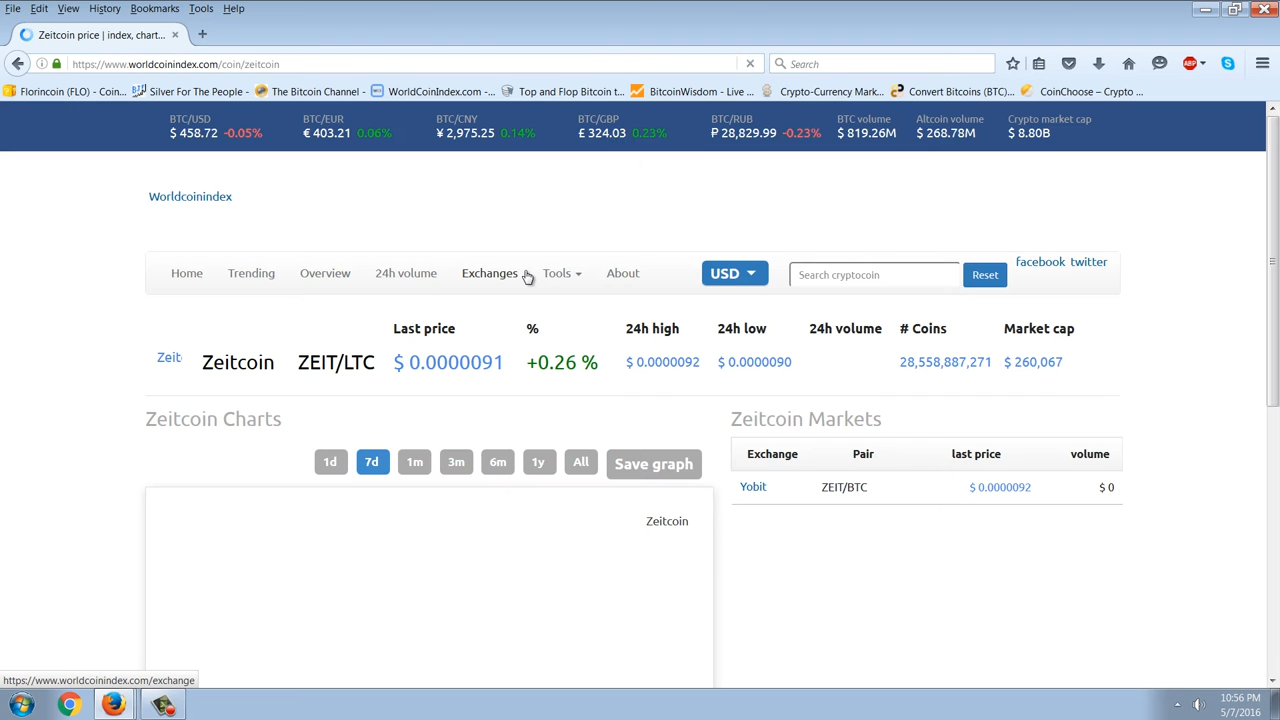 File Edit View History Bookmarks Tools Help
Zeitcoin price | index, chart...
https://www.worldcoinindex.com/coin/zeitcoin
Search
ABP
Florincoin (FLO) - Coin... Silver For The People - ... The Bitcoin Channel - ... WorldCoinIndex.com -... Top and Flop Bitcoin t... BitcoinWisdom - Live ... Crypto-Currency Mark... Convert Bitcoins (BTC)... CoinChoose – Crypto ...
BTC/USD BTC/EUR BTC/CNY BTC/GBP BTC/RUB BTC volume Altcoin volume Crypto market cap
$ 458.72 -0.05% € 403.21 0.06% ¥ 2,975.25 0.14% £ 324.03 0.23% ₽ 28,829.99 -0.23% $ 819.26M $ 268.78M $ 8.80B
Worldcoinindex
Home Trending Overview 24h volume Exchanges Tools About USD Search cryptocoin Reset facebook twitter
Last price % 24h high 24h low 24h volume # Coins Market cap
Zeit Zeitcoin ZEIT/LTC $ 0.0000091 +0.26 % $ 0.0000092 $ 0.0000090 28,558,887,271 $ 260,067
Zeitcoin Charts
1d 7d 1m 3m 6m 1y All Save graph
Zeitcoin
Zeitcoin Markets
Exchange Pair last price volume
Yobit ZEIT/BTC $ 0.0000092 $ 0
https://www.worldcoinindex.com/exchange
10:56 PM
5/7/2016